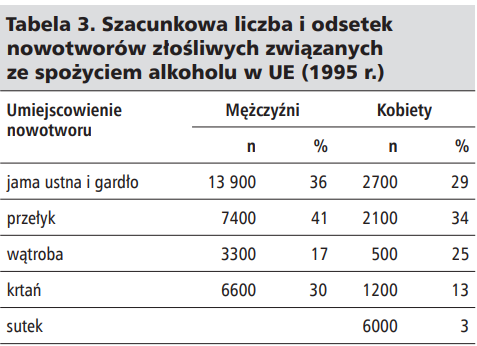 Tabela 3. Szacunkowa liczba i odsetek
nowotworów złośliwych związanych
ze spożyciem alkoholu w UE (1995 r.)
Umiejscowienie nowotworu Mężczyźni Kobiety
n % n %
jama ustna i gardło 13 900 36 2700 29
przełyk 7400 41 2100 34
wątroba 3300 17 500 25
krtań 6600 30 1200 13
sutek 6000 3